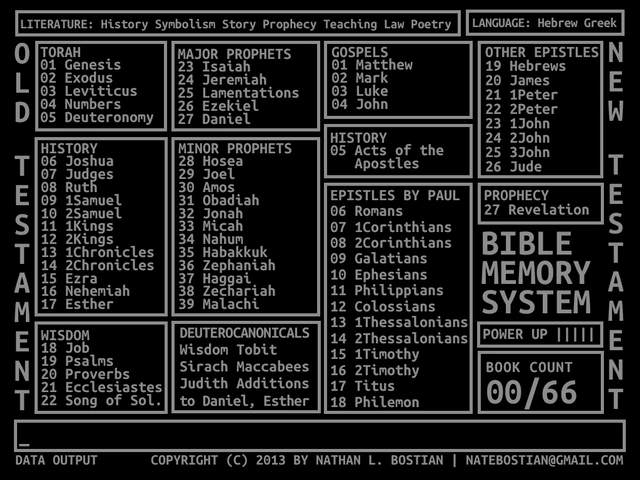 LITERATURE: History Symbolism Story Prophecy Teaching Law Poetry
LANGUAGE: Hebrew Greek
OLD TESTAMENT
TORAH
01 Genesis
02 Exodus
03 Leviticus
04 Numbers
05 Deuteronomy
HISTORY
06 Joshua
07 Judges
08 Ruth
09 1Samuel
10 2Samuel
11 1Kings
12 2Kings
13 1Chronicles
14 2Chronicles
15 Ezra
16 Nehemiah
17 Esther
WISDOM
18 Job
19 Psalms
20 Proverbs
21 Ecclesiastes
22 Song of Sol.
MAJOR PROPHETS
23 Isaiah
24 Jeremiah
25 Lamentations
26 Ezekiel
27 Daniel
MINOR PROPHETS
28 Hosea
29 Joel
30 Amos
31 Obadiah
32 Jonah
33 Micah
34 Nahum
35 Habakkuk
36 Zephaniah
37 Haggai
38 Zechariah
39 Malachi
DEUTEROCANONICALS
Wisdom Tobit
Sirach Maccabees
Judith Additions
to Daniel, Esther
GOSPELS
01 Matthew
02 Mark
03 Luke
04 John
HISTORY
05 Acts of the
Apostles
EPISTLES BY PAUL
06 Romans
07 1Corinthians
08 2Corinthians
09 Galatians
10 Ephesians
11 Philippians
12 Colossians
13 1Thessalonians
14 2Thessalonians
15 1Timothy
16 2Timothy
17 Titus
18 Philemon
OTHER EPISTLES
19 Hebrews
20 James
21 1Peter
22 2Peter
23 1John
24 2John
25 3John
26 Jude
PROPHECY
27 Revelation
BIBLE
MEMORY
SYSTEM
POWER UP |||||
BOOK COUNT
00/66
NEW TESTAMENT
_
DATA OUTPUT
COPYRIGHT (C) 2013 BY NATHAN L. BOSTIAN | NATEBOSTIAN@GMAIL.COM